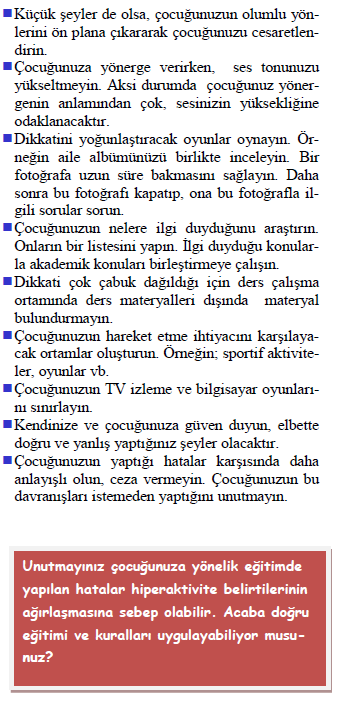 Küçük şeyler de olsa, çocuğunuzun olumlu yön-
lerini ön plana çıkararak çocuğunuzu cesaretlen-
dirin.
Çocuğunuza yönerge verirken, ses tonunuzu
yükseltmeyin. Aksi durumda çocuğunuz yöner-
genin anlamından çok, sesinizin yüksekliğine
odaklanacaktır.
Dikkatini yoğunlaştıracak oyunlar oynayın. Ör-
neğin aile albümünüzü birlikte inceleyin. Bir
fotoğrafa uzun süre bakmasını sağlayın. Daha
sonra bu fotoğrafı kapatıp, ona bu fotoğrafla il-
gili sorular sorun.
Çocuğunuzun nelere ilgi duyduğunu araştırın.
Onların bir listesini yapın. İlgi duyduğu konular-
la akademik konuları birleştirmeye çalışın.
Dikkati çok çabuk dağıldığı için ders çalışma
ortamında ders materyalleri dışında materyal
bulundurmayın.
Çocuğunuzun hareket etme ihtiyacını karşılaya-
cak ortamlar oluşturun. Örneğin; sportif aktivite-
ler, oyunlar vb.
Çocuğunuzun TV izleme ve bilgisayar oyunları-
nı sınırlayın.
Kendinize ve çocuğunuza güven duyun, elbette
doğru ve yanlış yaptığınız şeyler olacaktır.
Çocuğunuzun yaptığı hatalar karşısında daha
anlayışlı olun, ceza vermeyin. Çocuğunuzun bu
davranışları istemeden yaptığını unutmayın.
Unutmayınız çocuğunuza yönelik eğitimde
yapılan hatalar hiperaktivite belirtilerinin
ağırlaşmasına sebep olabilir. Acaba doğru
eğitimi ve kuralları uygulayabiliyor musu-
nuz?